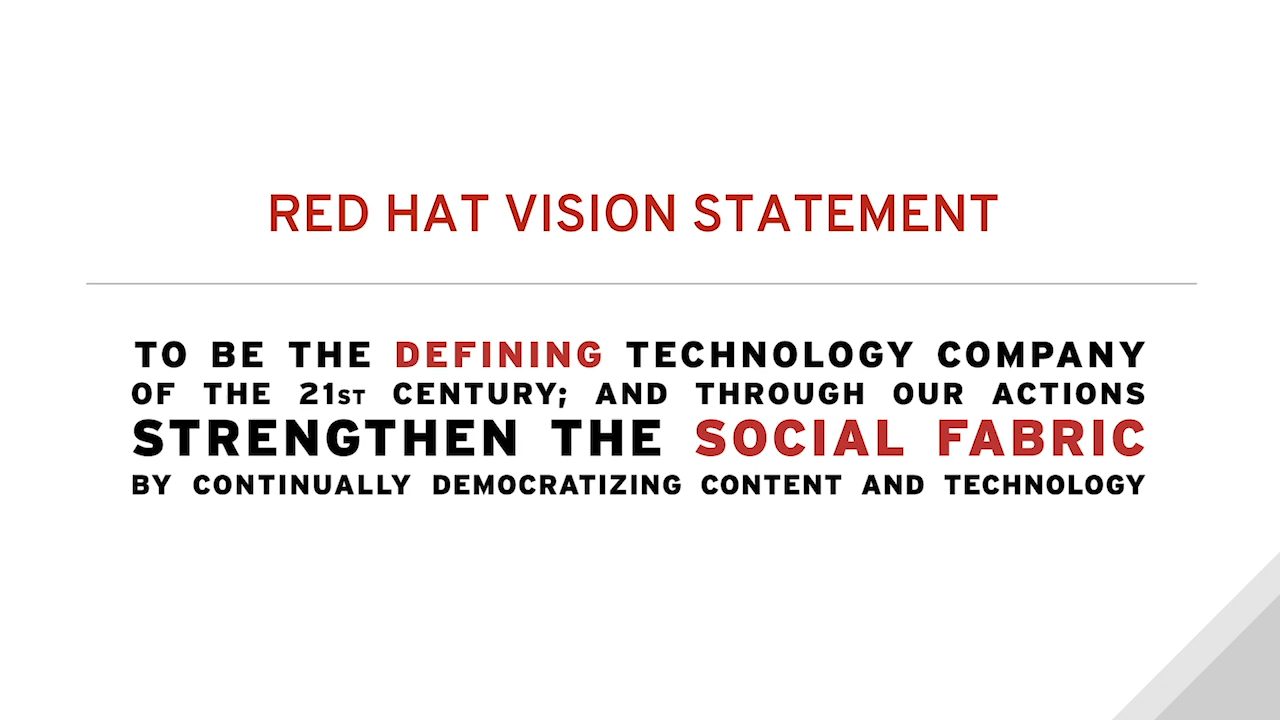 RED HAT VISION STATEMENT
TO BE THE DEFINING TECHNOLOGY COMPANY
OF THE 21ST CENTURY; AND THROUGH OUR ACTIONS
STRENGTHEN THE SOCIAL FABRIC
BY CONTINUALLY DEMOCRATIZING CONTENT AND TECHNOLOGY